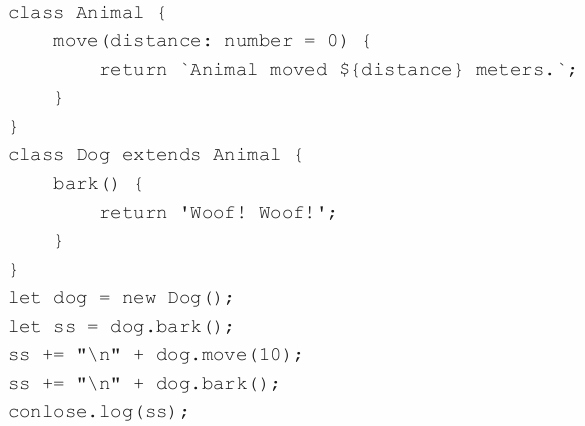 class Animal {
    move(distance: number = 0) {
        return `Animal moved ${distance} meters.`;
    }
}
class Dog extends Animal {
    bark() {
        return 'Woof! Woof!';
    }
}
let dog = new Dog();
let ss = dog.bark();
ss += "\n" + dog.move(10);
ss += "\n" + dog.bark();
conlose.log(ss);